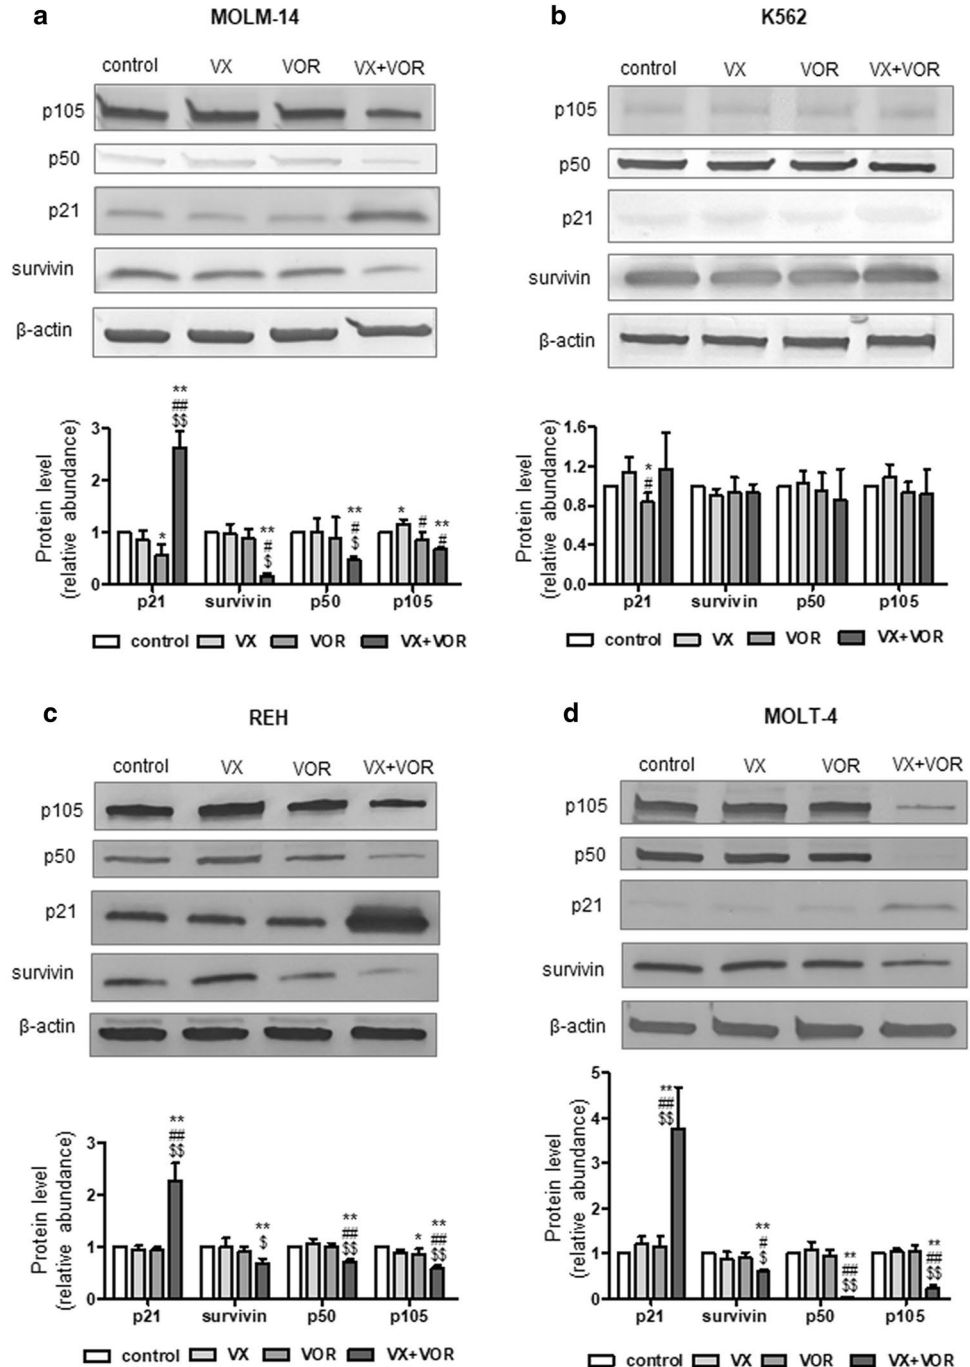 a
MOLM-14
control VX VOR VX+VOR
p105
p50
p21
survivin
β-actin
Protein level
(relative abundance)
3
2
1
0
**
##
$$
*
**
#
$
**
#
$
*
#
**
#
p21 survivin p50 p105
control VX VOR VX+VOR
b
K562
control VX VOR VX+VOR
p105
p50
p21
survivin
β-actin
Protein level
(relative abundance)
1.6
1.2
0.8
0.4
0.0
*
#
p21 survivin p50 p105
control VX VOR VX+VOR
c
REH
control VX VOR VX+VOR
p105
p50
p21
survivin
β-actin
Protein level
(relative abundance)
3
2
1
0
**
##
$$
**
$
**
##
$$
*
**
##
$$
p21 survivin p50 p105
control VX VOR VX+VOR
d
MOLT-4
control VX VOR VX+VOR
p105
p50
p21
survivin
β-actin
Protein level
(relative abundance)
5
4
3
2
1
0
**
##
$$
**
#
$
**
##
$$
**
##
$$
p21 survivin p50 p105
control VX VOR VX+VOR